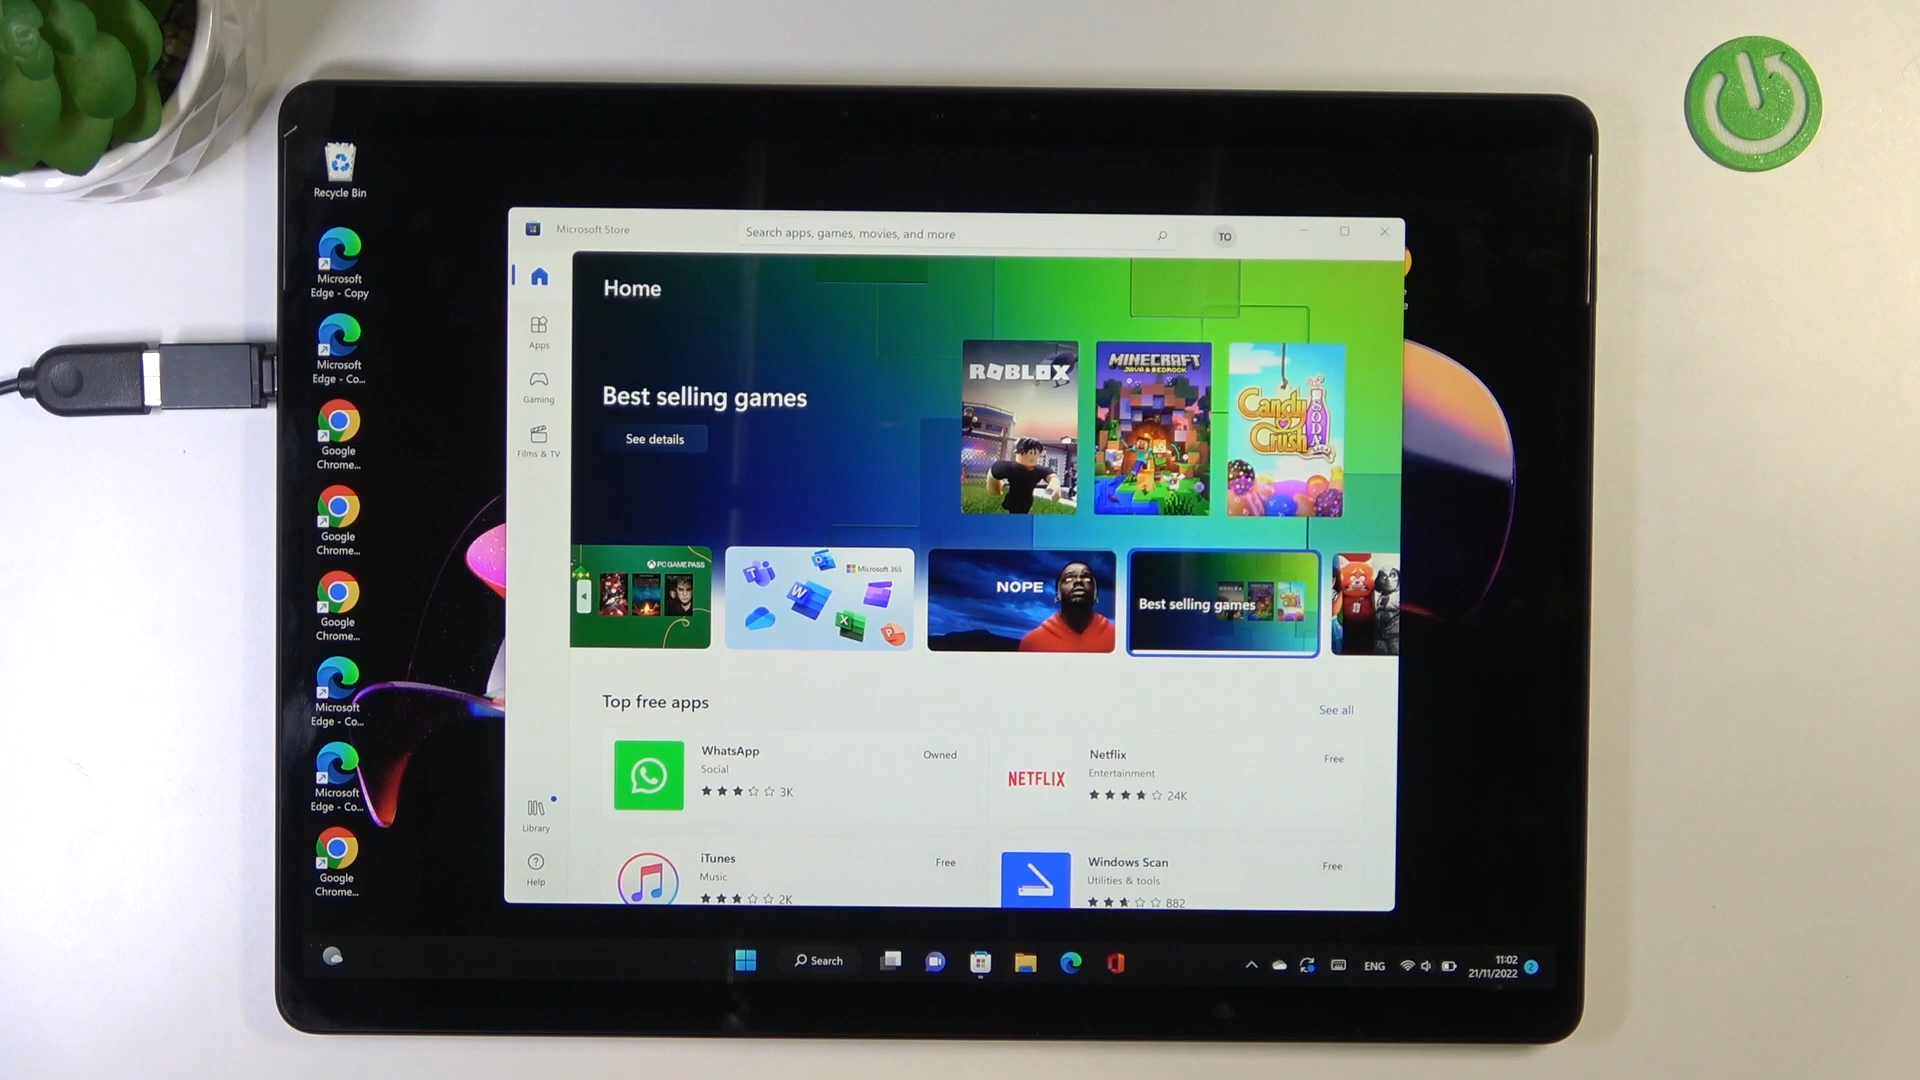 Recycle Bin
Microsoft
Edge - Copy
Microsoft
Edge - Co...
Google
Chrome...
Google
Chrome...
Google
Chrome...
Microsoft
Edge - Co...
Microsoft
Edge - Co...
Google
Chrome...
Microsoft Store
Search apps, games, movies, and more
TO
Home
Apps
Gaming
Films & TV
Library
Help
Best selling games
See details
ROBLOX
MINECRAFT
JAVA & BEDROCK
Candy
Crush
SODA
SAGA
PC GAME PASS
Microsoft 365
NOPE
Best selling games
Top free apps
See all
WhatsApp
Owned
Social
3K
NETFLIX
Netflix
Free
Entertainment
24K
iTunes
Free
Music
2K
Windows Scan
Free
Utilities & tools
882
Search
ENG
11:02
21/11/2022
2